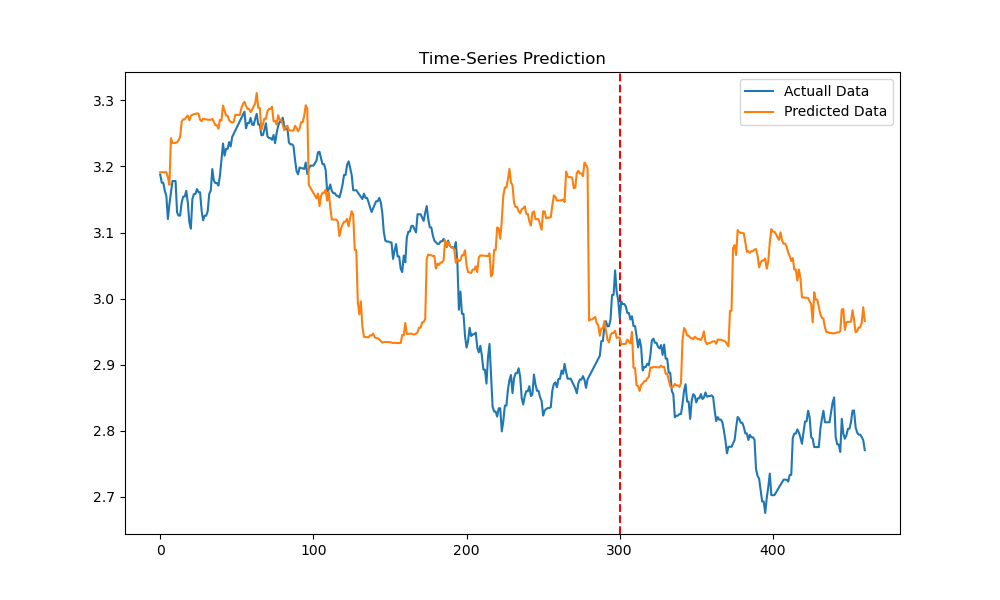 Time-Series Prediction
Actuall Data
Predicted Data
3.3
3.2
3.1
3.0
2.9
2.8
2.7
0 100 200 300 400